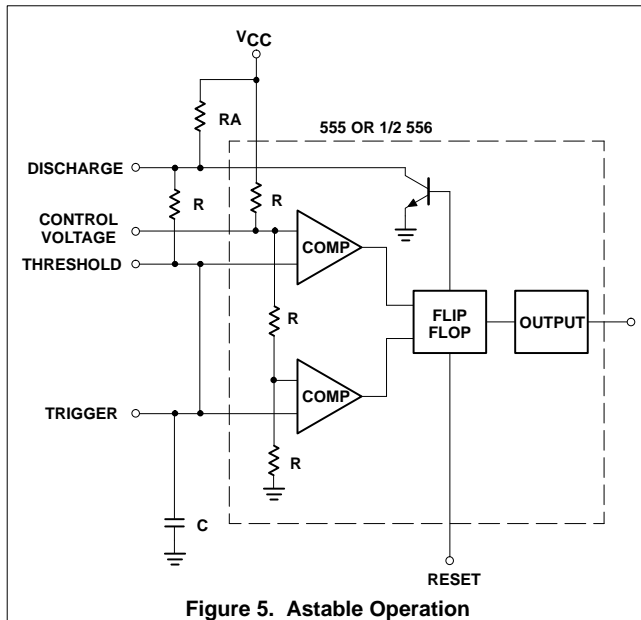 VCC
RA
555 OR 1/2 556
DISCHARGE
R
R
CONTROL
VOLTAGE
COMP
THRESHOLD
R
FLIP
FLOP
OUTPUT
COMP
TRIGGER
R
C
RESET
Figure 5. Astable Operation